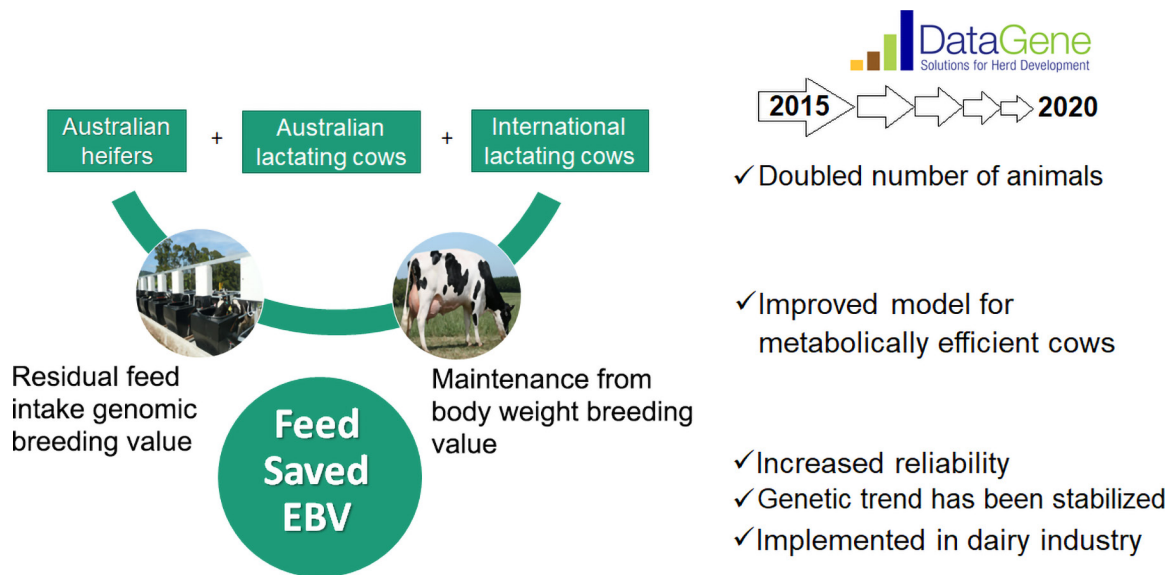 Australian
heifers
+
Australian
lactating cows
+
International
lactating cows
Residual feed
intake genomic
breeding value
Maintenance from
body weight breeding
value
Feed
Saved
EBV
DataGene
Solutions for Herd Development
2015
2020
✓Doubled number of animals
✓Improved model for
metabolically efficient cows
✓Increased reliability
✓Genetic trend has been stabilized
✓Implemented in dairy industry